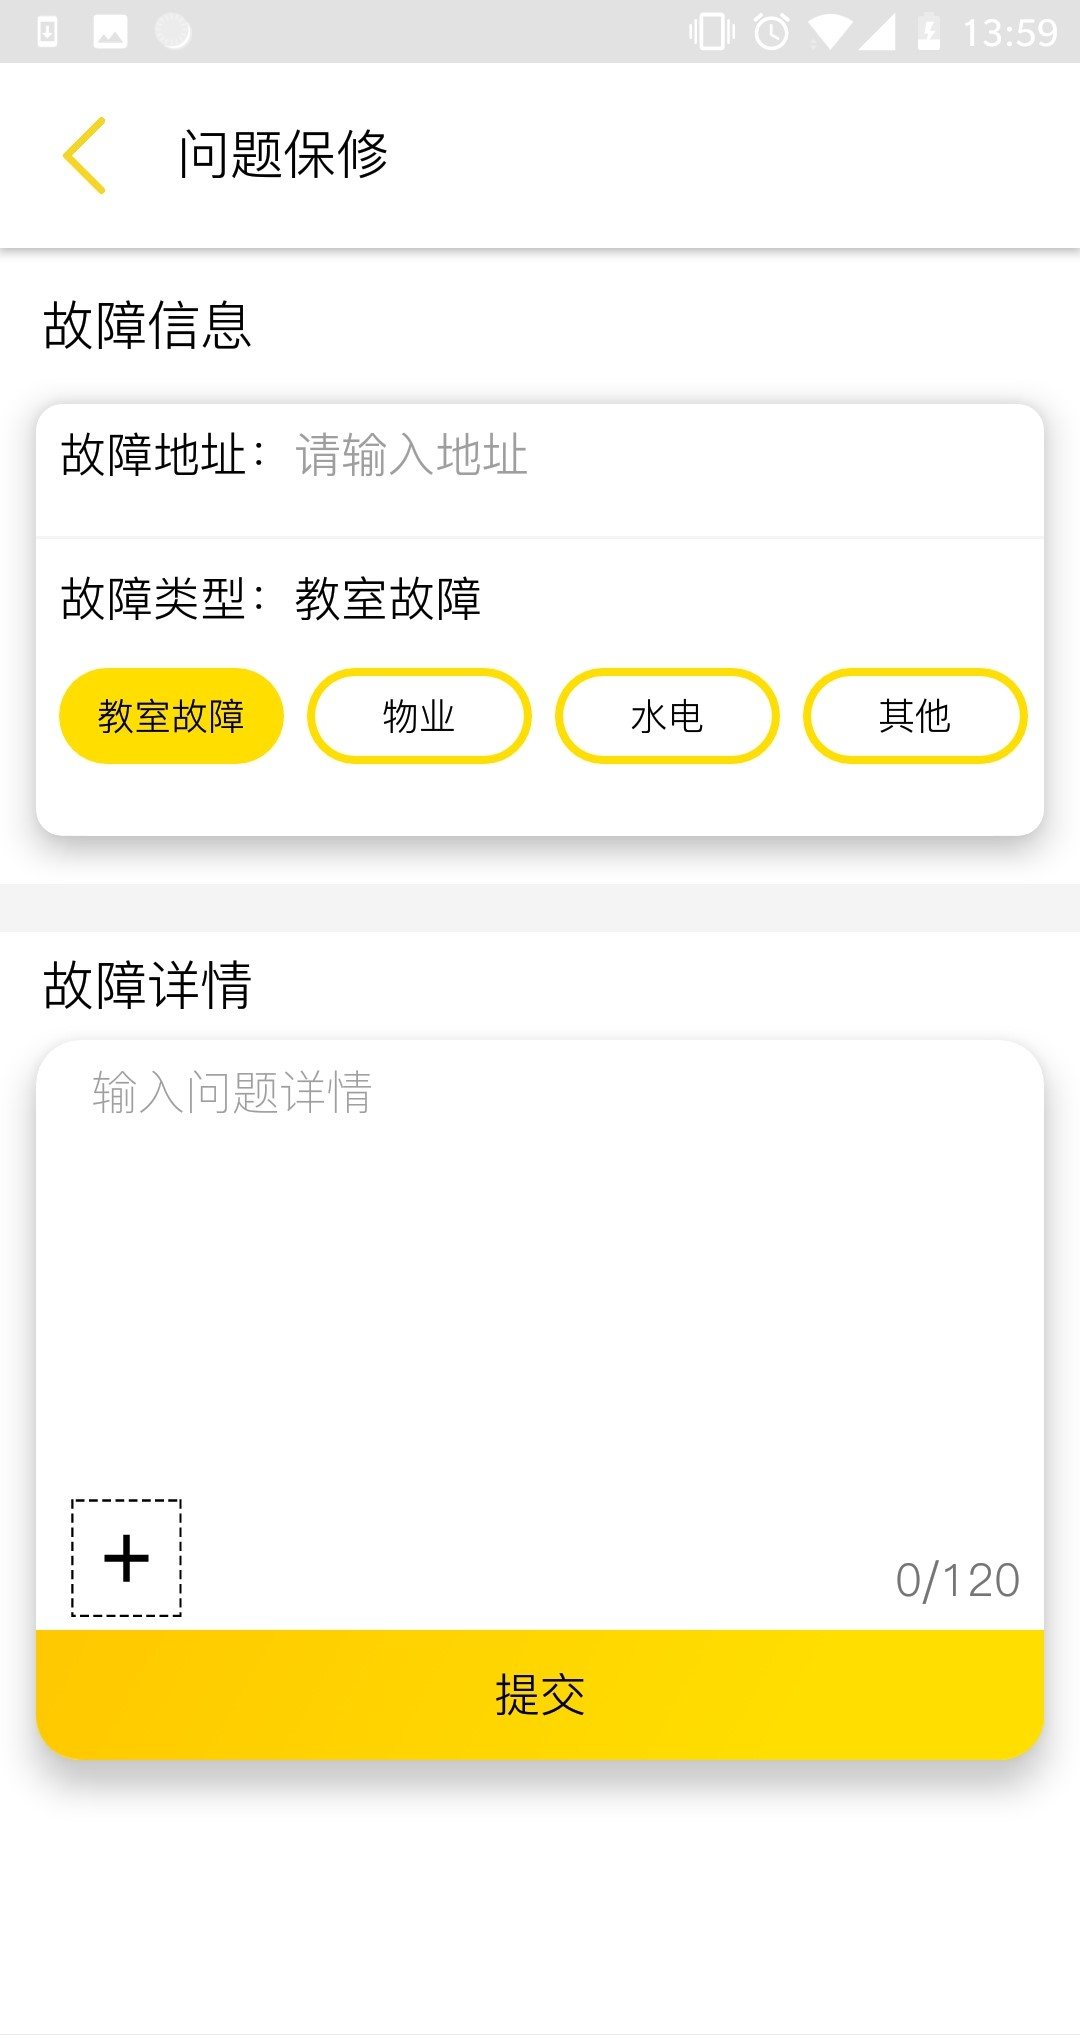 13:59
问题保修
故障信息
故障地址：请输入地址
故障类型：教室故障
教室故障 物业 水电 其他
故障详情
输入问题详情
0/120
提交